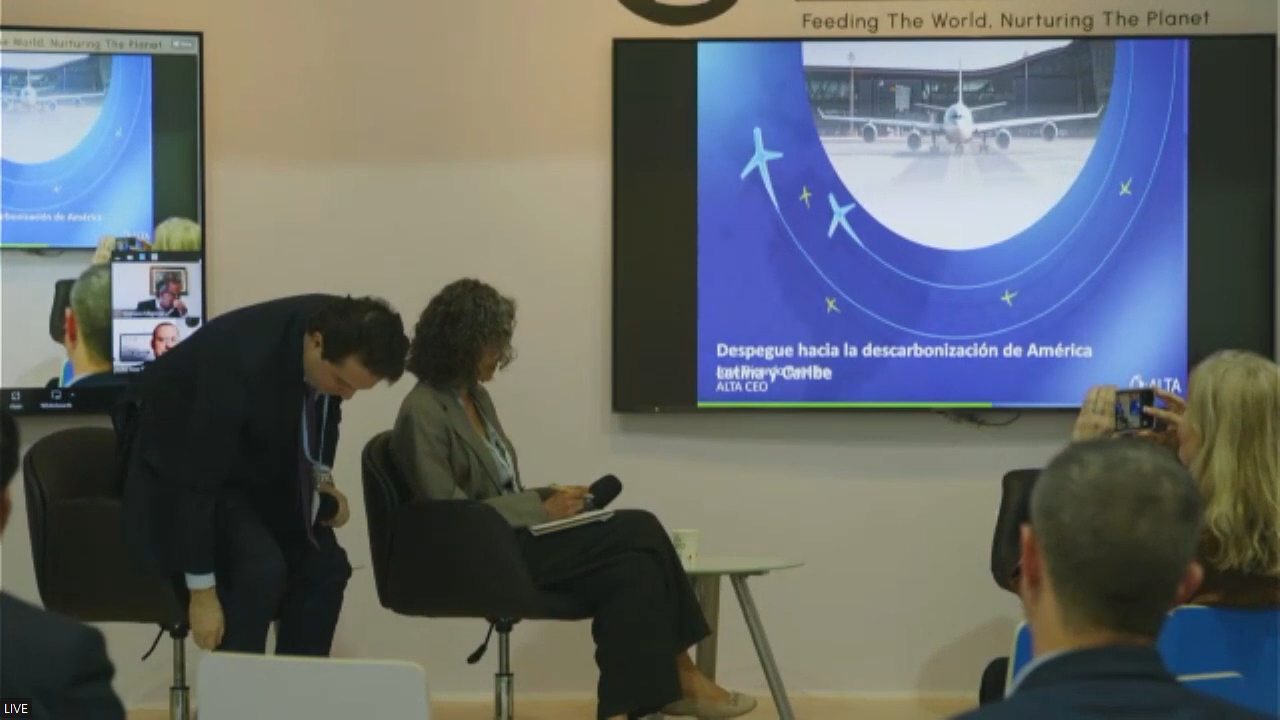 Feeding The World. Nurturing The Planet
e World. Nurturing The Planet
Despegue hacia la descarbonización de América
Latina y Caribe
ALTA CEO
ALTA
LIVE